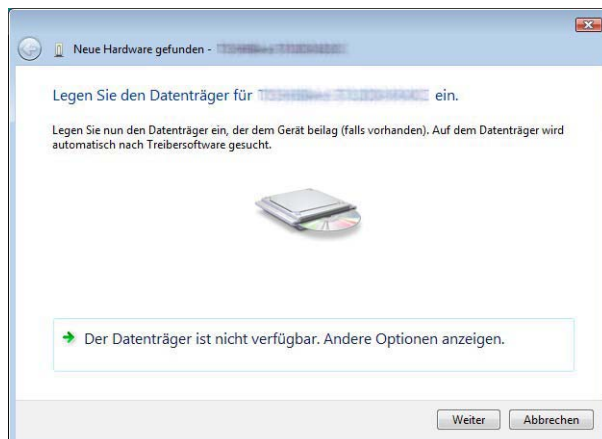 Neue Hardware gefunden -
Legen Sie den Datenträger für ein.
Legen Sie nun den Datenträger ein, der dem Gerät beilag (falls vorhanden). Auf dem Datenträger wird
automatisch nach Treibersoftware gesucht.
Der Datenträger ist nicht verfügbar. Andere Optionen anzeigen.
Weiter
Abbrechen